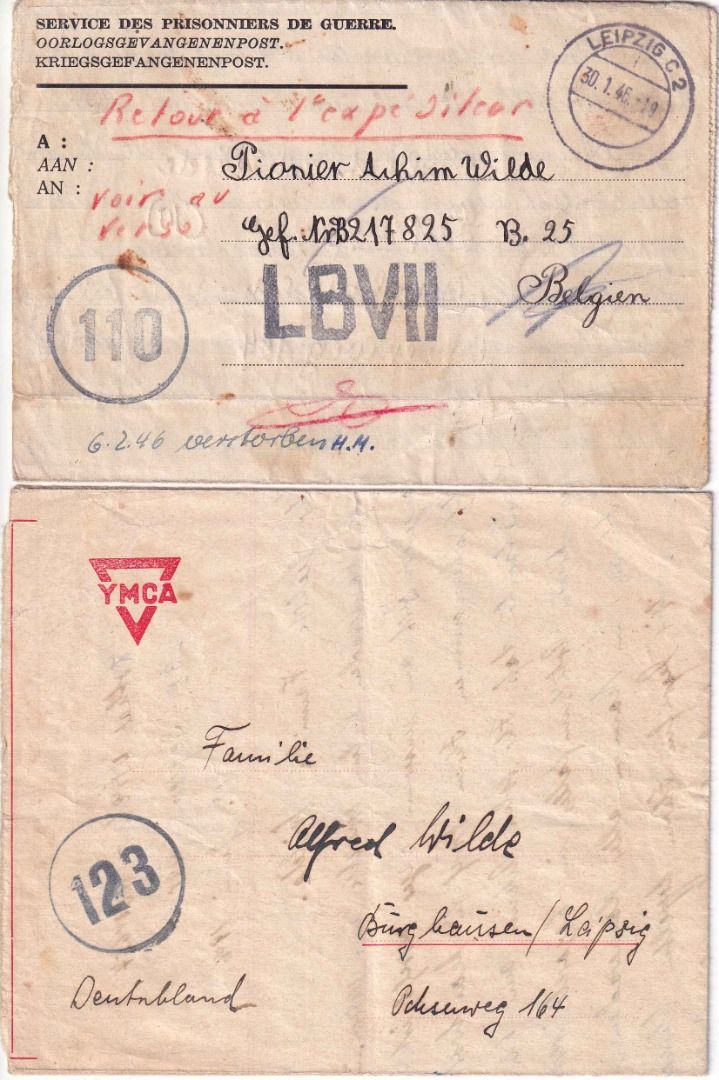 SERVICE DES PRISONNIERS DE GUERRE.
OORLOGSGEVANGENENPOST.
KRIEGSGEFANGENENPOST.
LEIPZIG C 2
30.1.46.-19
Retour à l'expéditeur
A :
AAN :
AN :
Pionier Achim Wilde
voir au
verso
Gef. Nr B217825 B. 25
LBVII
Belgien
110
6.2.46 verstorben H.H.
YMCA
Familie
Alfred Wilde
123
Burghausen / Leipzig
Deutschland
164